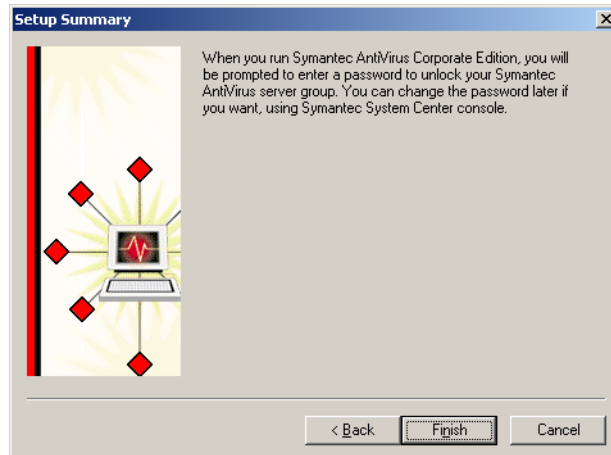 Setup Summary
When you run Symantec AntiVirus Corporate Edition, you will
be prompted to enter a password to unlock your Symantec
AntiVirus server group. You can change the password later if
you want, using Symantec System Center console.
< Back
Finish
Cancel